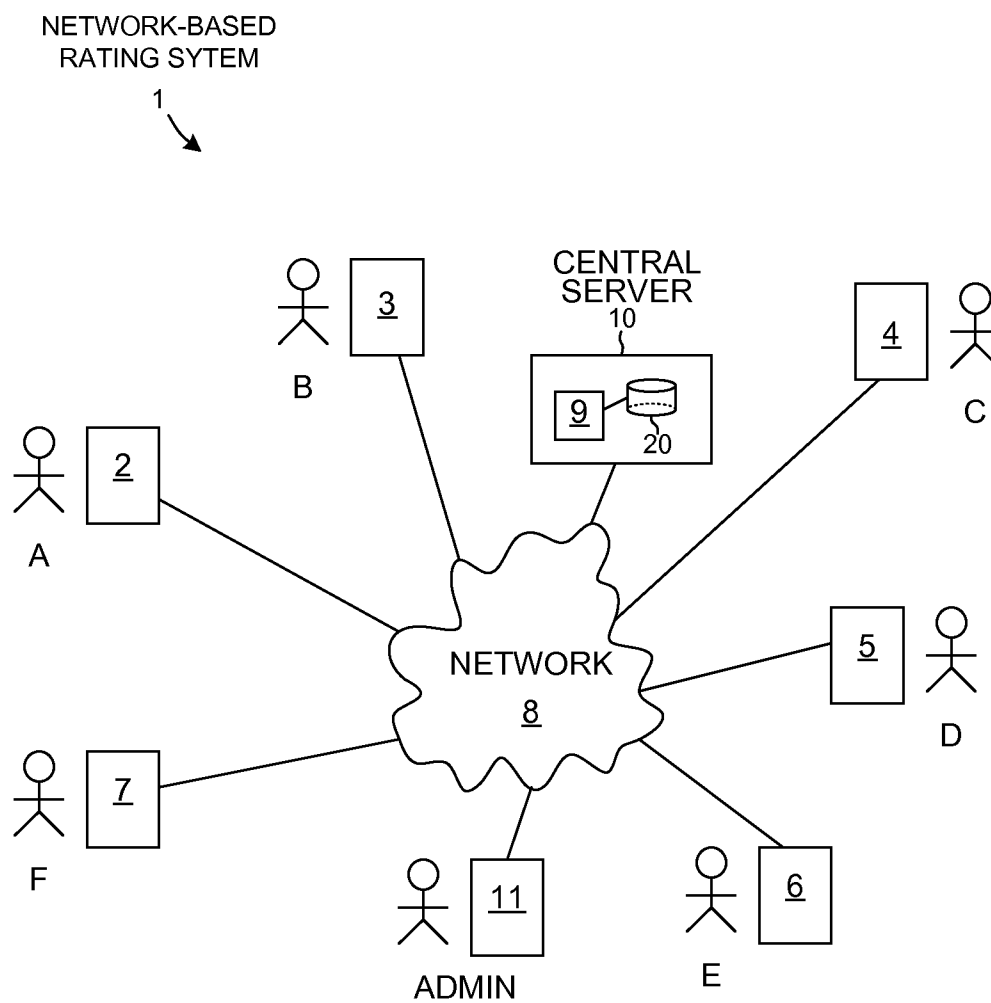 NETWORK-BASED
RATING SYTEM
1
CENTRAL
SERVER
10
3
B
4
C
9
20
2
A
5
D
NETWORK
8
7
F
11
ADMIN
6
E